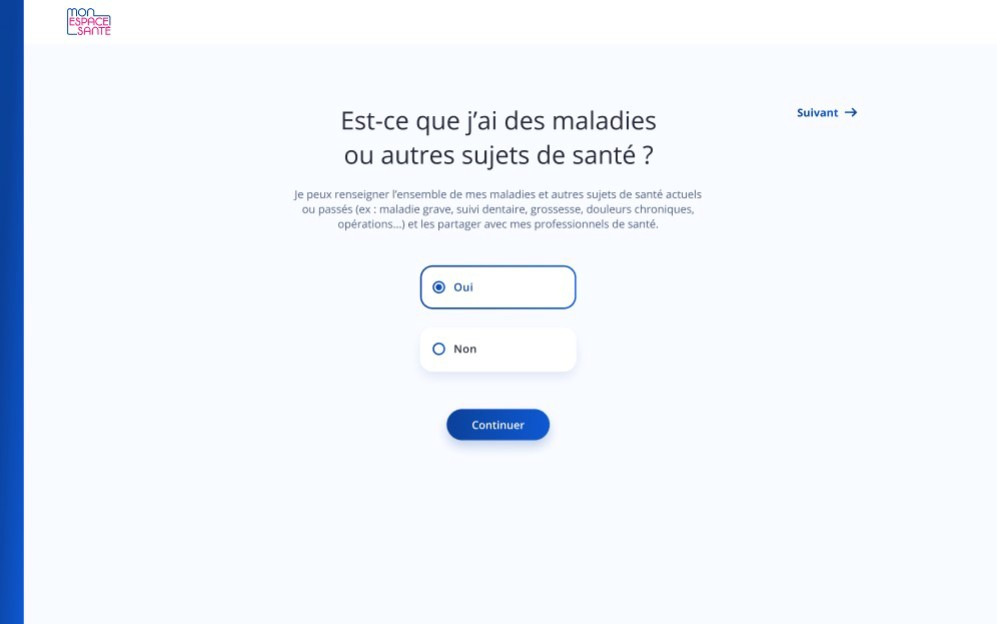 mon
ESPACE
SANTÉ
Suivant →
Est-ce que j'ai des maladies
ou autres sujets de santé ?
Je peux renseigner l'ensemble de mes maladies et autres sujets de santé actuels
ou passés (ex : maladie grave, suivi dentaire, grossesse, douleurs chroniques,
opérations...) et les partager avec mes professionnels de santé.
Oui
Non
Continuer